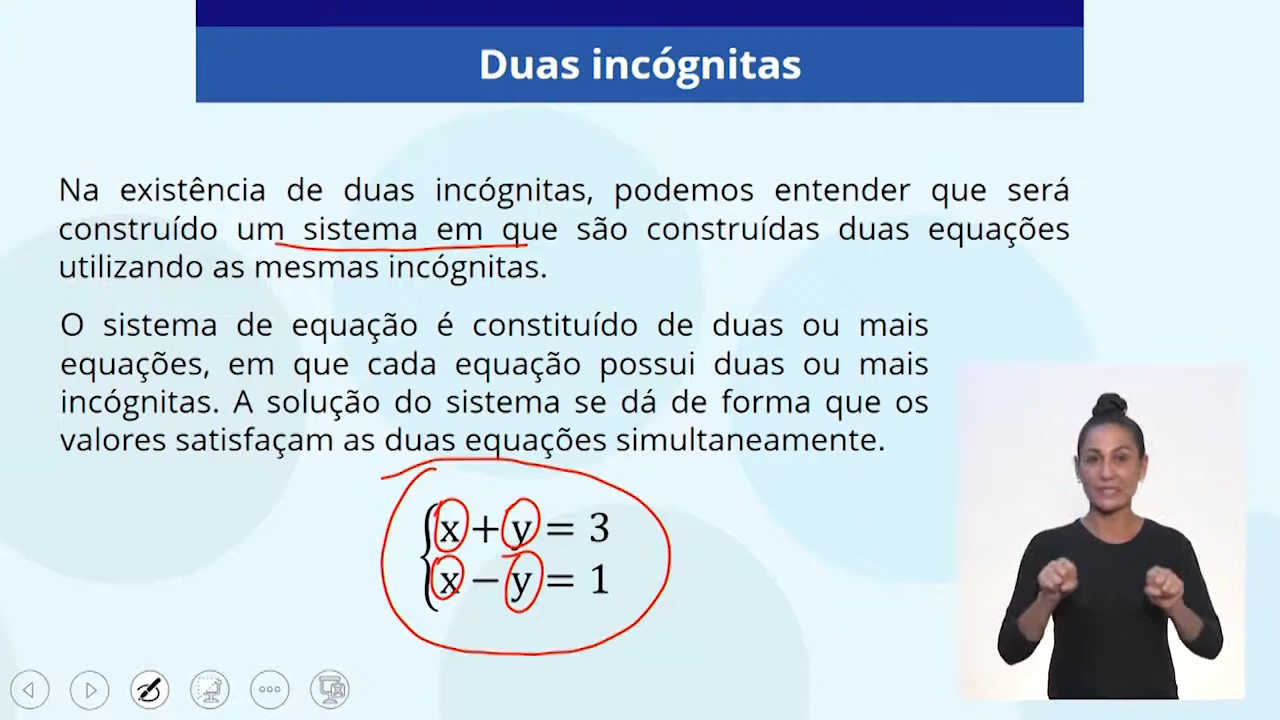 Duas incógnitas
Na existência de duas incógnitas, podemos entender que será
construído um sistema em que são construídas duas equações
utilizando as mesmas incógnitas.
O sistema de equação é constituído de duas ou mais
equações, em que cada equação possui duas ou mais
incógnitas. A solução do sistema se dá de forma que os
valores satisfaçam as duas equações simultaneamente.
x + y = 3
x − y = 1